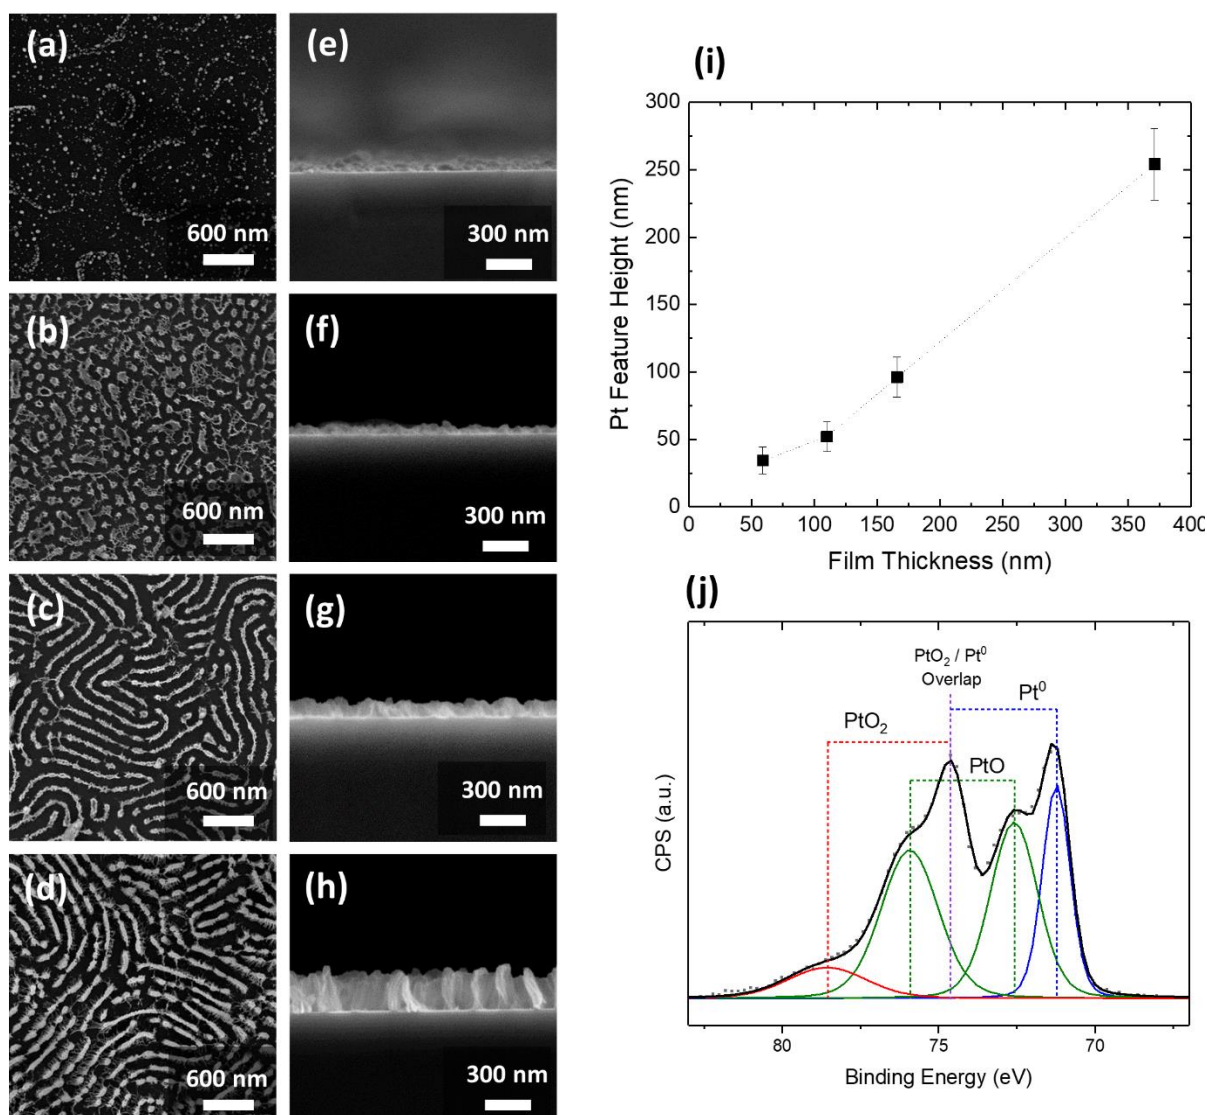 (a)
600 nm
(e)
300 nm
(b)
600 nm
(f)
300 nm
(c)
600 nm
(g)
300 nm
(d)
600 nm
(h)
300 nm
(i)
300
250
200
150
100
50
0
Pt Feature Height (nm)
0 50 100 150 200 250 300 350 400
Film Thickness (nm)
(j)
PtO₂ / Pt⁰
Overlap
Pt⁰
PtO₂
PtO
CPS (a.u.)
80 75 70
Binding Energy (eV)